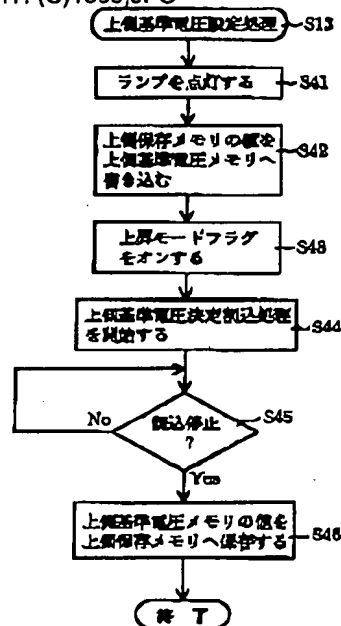 上側基準電圧設定処理 S13
ランプを点灯する S41
上側保存メモリの値を S42
上側基準電圧メモリへ
書き込む
上昇モードフラグ S43
をオンする
上側基準電圧決定割込処理 S44
を開始する
No
割込停止 S45
?
Yes
上側基準電圧メモリの値を S46
上側保存メモリへ保存する
終了